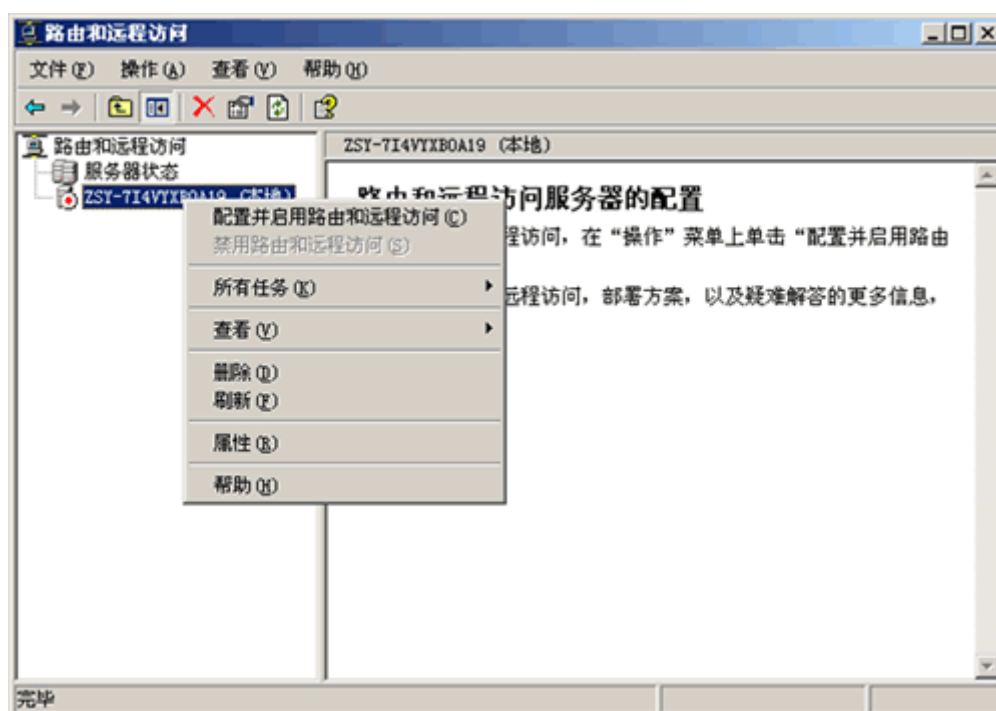 路由和远程访问
文件(F) 操作(A) 查看(V) 帮助(H)
路由和远程访问
服务器状态
ZSY-7I4VYXBOA19 (本地)
ZSY-7I4VYXBOA19 (本地)
路由和远程访问服务器的配置
程访问，在“操作”菜单上单击“配置并启用路由
远程访问，部署方案，以及疑难解答的更多信息，
配置并启用路由和远程访问(C)
禁用路由和远程访问(S)
所有任务(K)
查看(V)
删除(D)
刷新(F)
属性(R)
帮助(H)
完毕